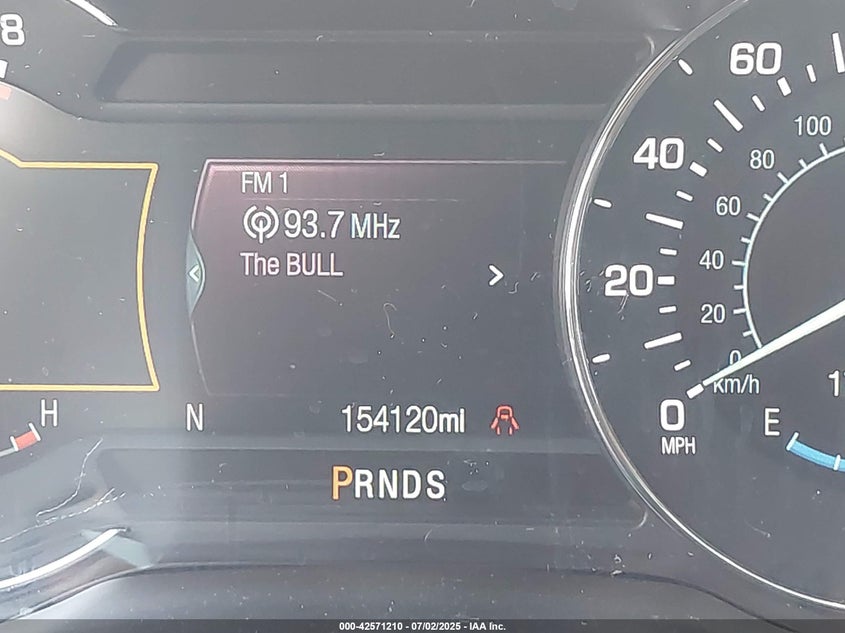 8
FM 1
93.7 MHz
The BULL
H
N
154120mi
PRNDS
60
40
20
0
MPH
100
80
60
40
20
0
km/h
E
000-42571210 - 07/02/2025 - IAA Inc.